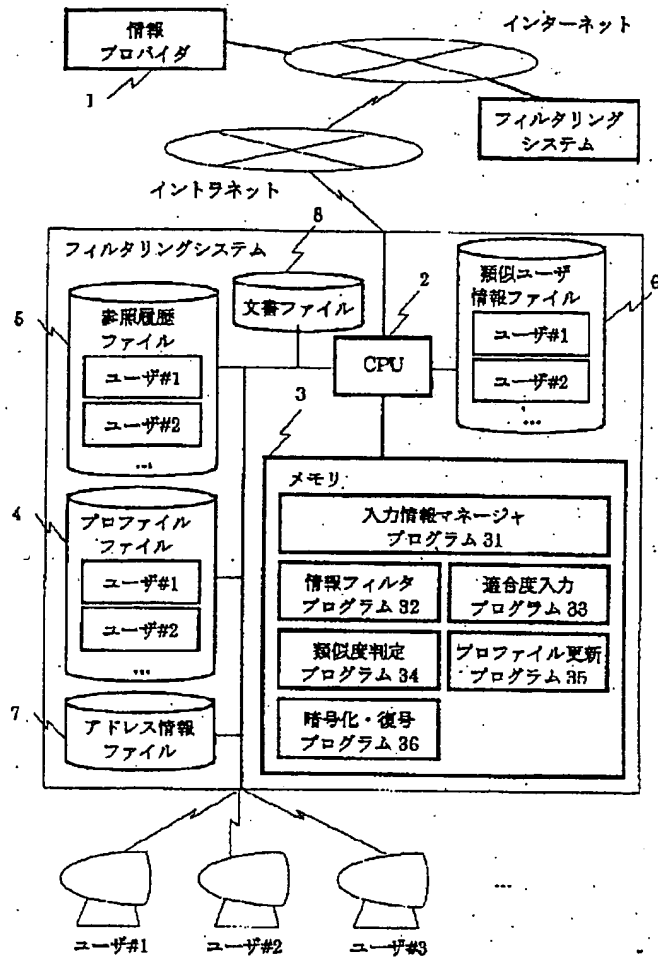 インターネット
情報
プロバイダ
1
フィルタリング
システム
イントラネット
フィルタリングシステム
8
文書ファイル
2
CPU
類似ユーザ
情報ファイル
ユーザ#1
ユーザ#2
...
6
5
参照履歴
ファイル
ユーザ#1
ユーザ#2
...
3
メモリ
入力情報マネージャ
プログラム 31
情報フィルタ
プログラム 32
適合度入力
プログラム 33
類似度判定
プログラム 34
プロファイル更新
プログラム 35
暗号化・復号
プログラム 36
4
プロファイル
ファイル
ユーザ#1
ユーザ#2
...
7
アドレス情報
ファイル
ユーザ#1
ユーザ#2
ユーザ#3
...